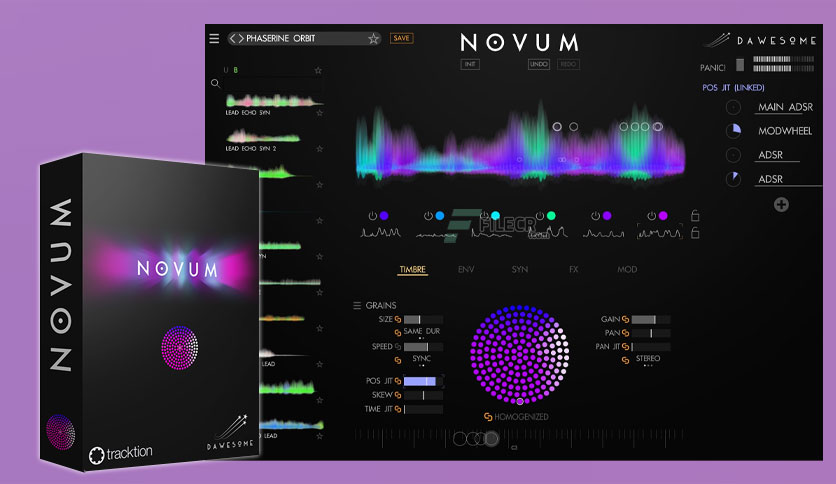 PHASERINE ORBIT
SAVE
NOVUM
DAWESOME
INIT
UNDO
REDO
PANIC!
U B
POS JIT (LINKED)
LEAD ECHO SYN
MAIN ADSR
MODWHEEL
LEAD ECHO SYN 2
ADSR
ADSR
FILECR
TIMBRE
ENV
SYN
FX
MOD
GRAINS
SIZE
SAME DUR
SPEED
SYNC
POS JIT
SKEW
TIME JIT
GAIN
PAN
PAN JIT
STEREO
HOMOGENIZED
LEAD
LEAD
NOVUM
NOVUM
tracktion
DAWESOME